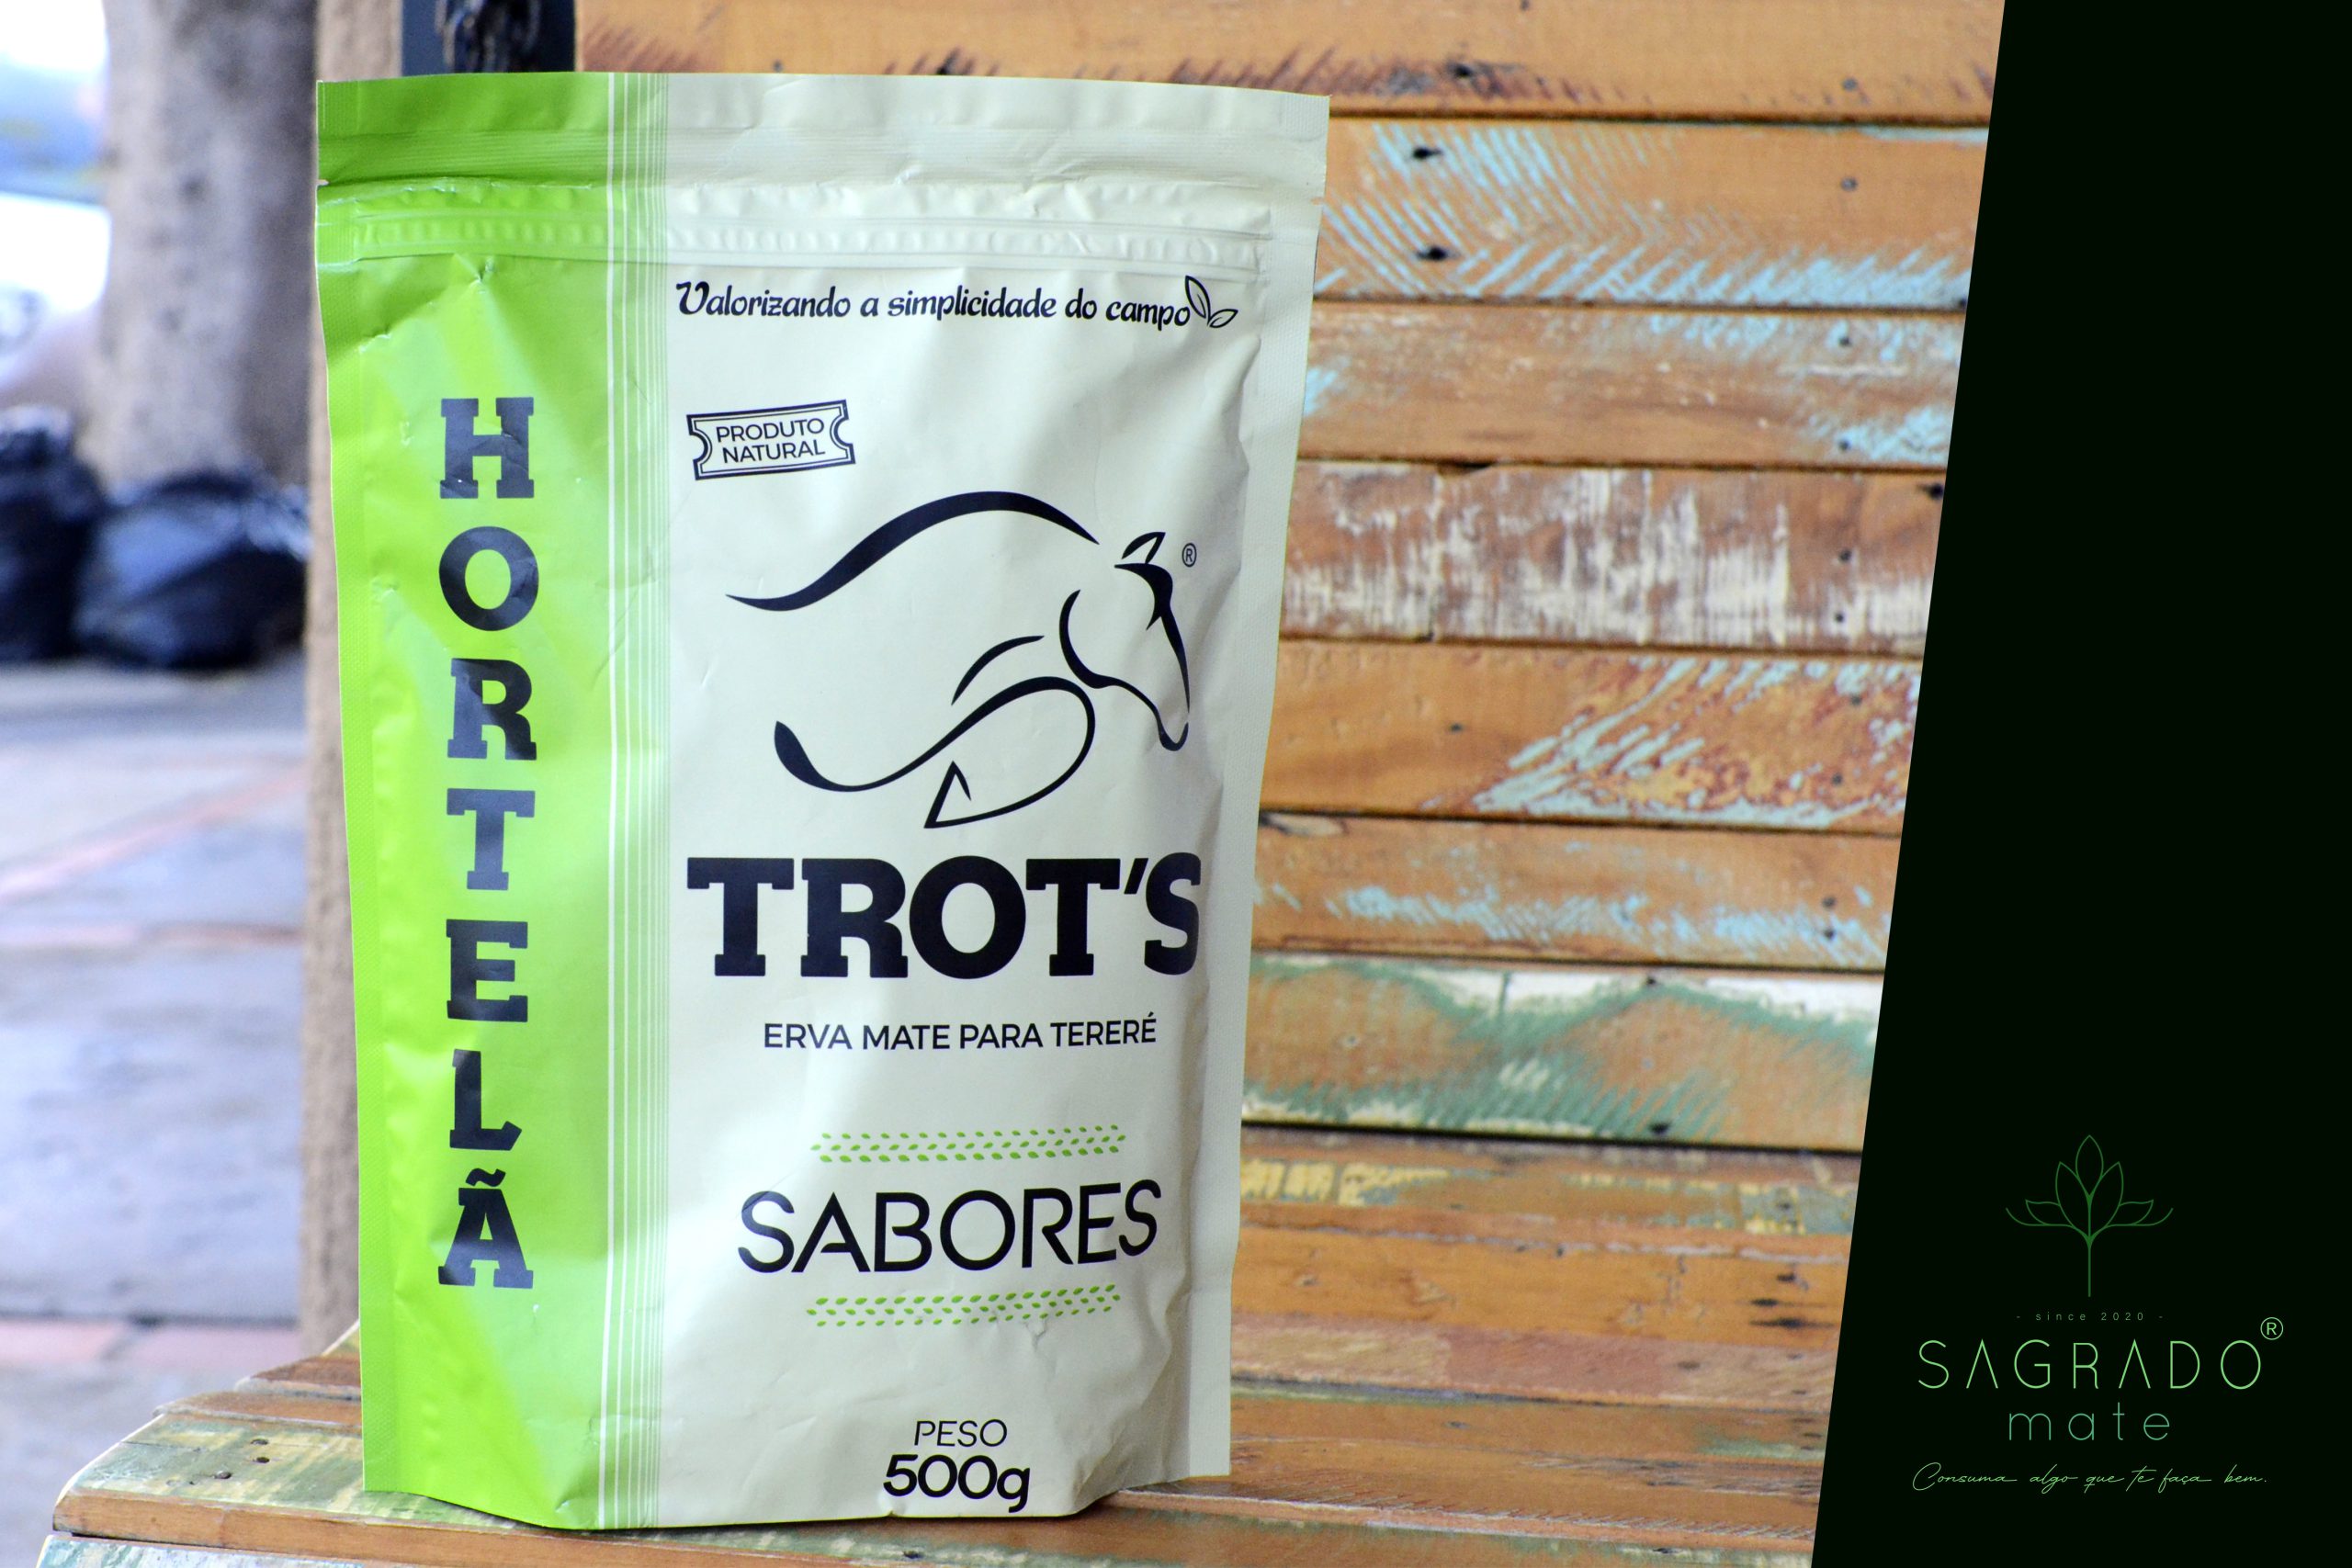 Valorizando a simplicidade do campo
PRODUTO
NATURAL
®
HORTELÃ
TROT'S
ERVA MATE PARA TERERÉ
SABORES
PESO
500g
- since 2020 -
SAGRADO®
mate
Consuma algo que te faça bem.